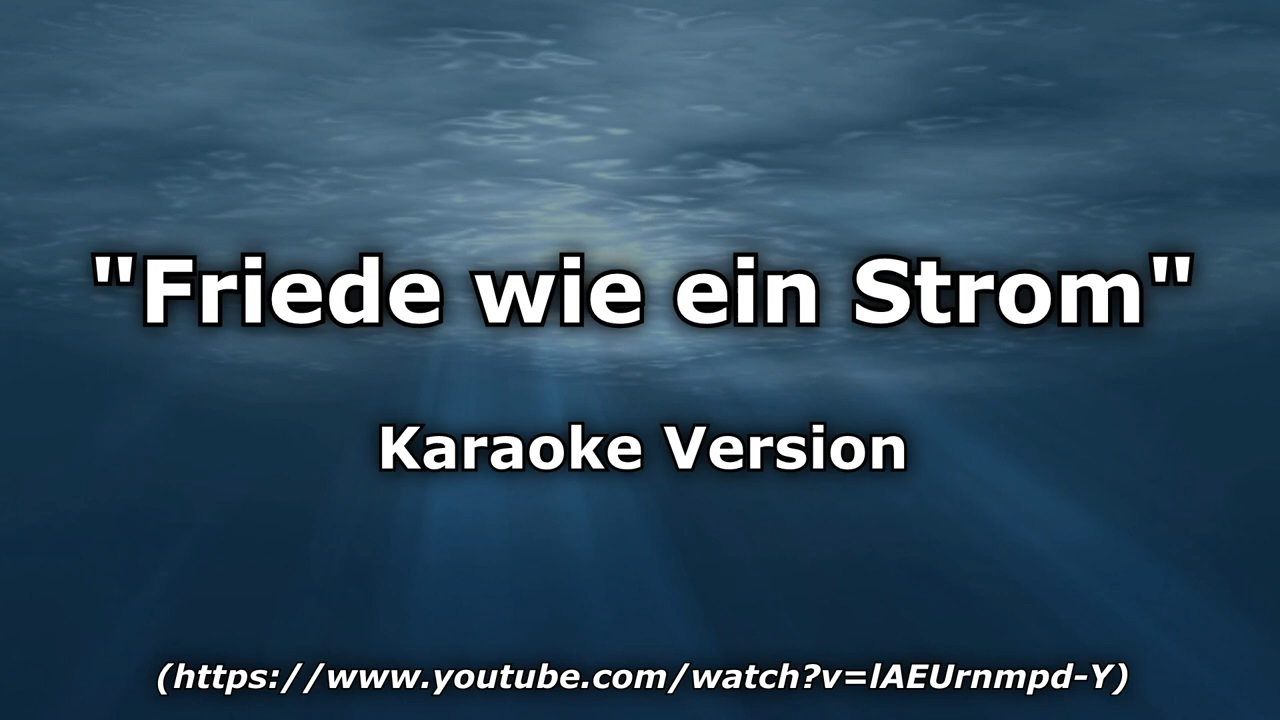 "Friede wie ein Strom"
Karaoke Version
(https://www.youtube.com/watch?v=lAEUrnmpd-Y)